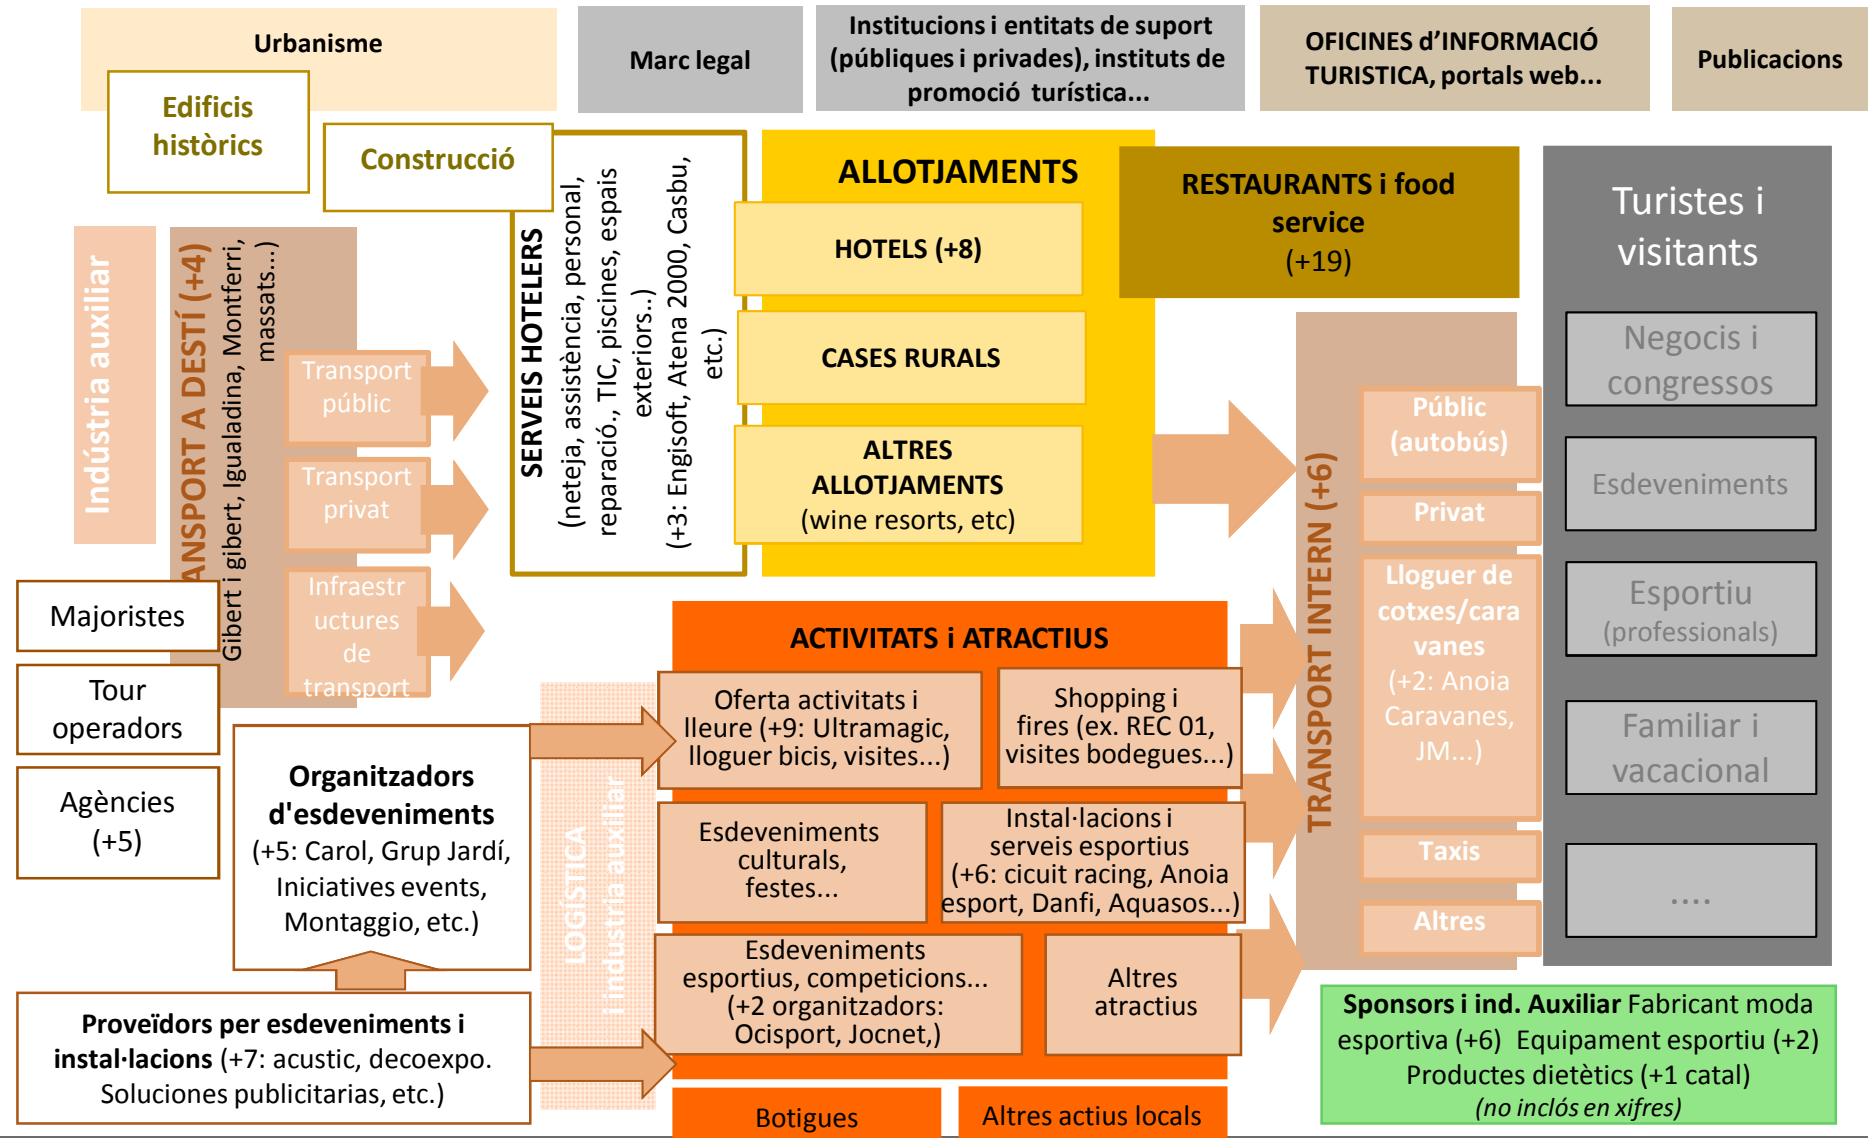 Urbanisme
Marc legal
Institucions i entitats de suport
(públiques i privades), instituts de
promoció turística...
OFICINES d'INFORMACIÓ
TURISTICA, portals web...
Publicacions
Edificis
històrics
Construcció
Indústria auxiliar
ANSPORT A DESTÍ (+4)
Gibert i gibert, Igualadina, Montferri,
massats...)
Transport
públic
Transport
privat
Infraestr
uctures
de
transport
SERVEIS HOTELERS
(neteja, assistència, personal,
reparació., TIC, piscines, espais
exteriors..)
(+3: Engisoft, Atena 2000, Casbu,
etc.)
ALLOTJAMENTS
HOTELS (+8)
CASES RURALS
ALTRES
ALLOTJAMENTS
(wine resorts, etc)
RESTAURANTS i food
service
(+19)
Turistes i
visitants
Negocis i
congressos
Esdeveniments
Esportiu
(professionals)
Familiar i
vacacional
....
TRANSPORT INTERN (+6)
Públic
(autobús)
Privat
Lloguer de
cotxes/cara
vanes
(+2: Anoia
Caravanes,
JM...)
Taxis
Altres
Majoristes
Tour
operadors
Agències
(+5)
Organitzadors
d'esdeveniments
(+5: Carol, Grup Jardí,
Iniciatives events,
Montaggio, etc.)
Proveïdors per esdeveniments i
instal·lacions (+7: acustic, decoexpo.
Soluciones publicitarias, etc.)
LOGÍSTICA
i industria auxiliar
ACTIVITATS i ATRACTIUS
Oferta activitats i
lleure (+9: Ultramagic,
lloguer bicis, visites...)
Shopping i
fires (ex. REC 01,
visites bodegues...)
Esdeveniments
culturals,
festes...
Instal·lacions i
serveis esportius
(+6: cicuit racing, Anoia
esport, Danfi, Aquasos...)
Esdeveniments
esportius, competicions...
(+2 organitzadors:
Ocisport, Jocnet,)
Altres
atractius
Botigues
Altres actius locals
Sponsors i ind. Auxiliar Fabricant moda
esportiva (+6) Equipament esportiu (+2)
Productes dietètics (+1 catal)
(no inclós en xifres)